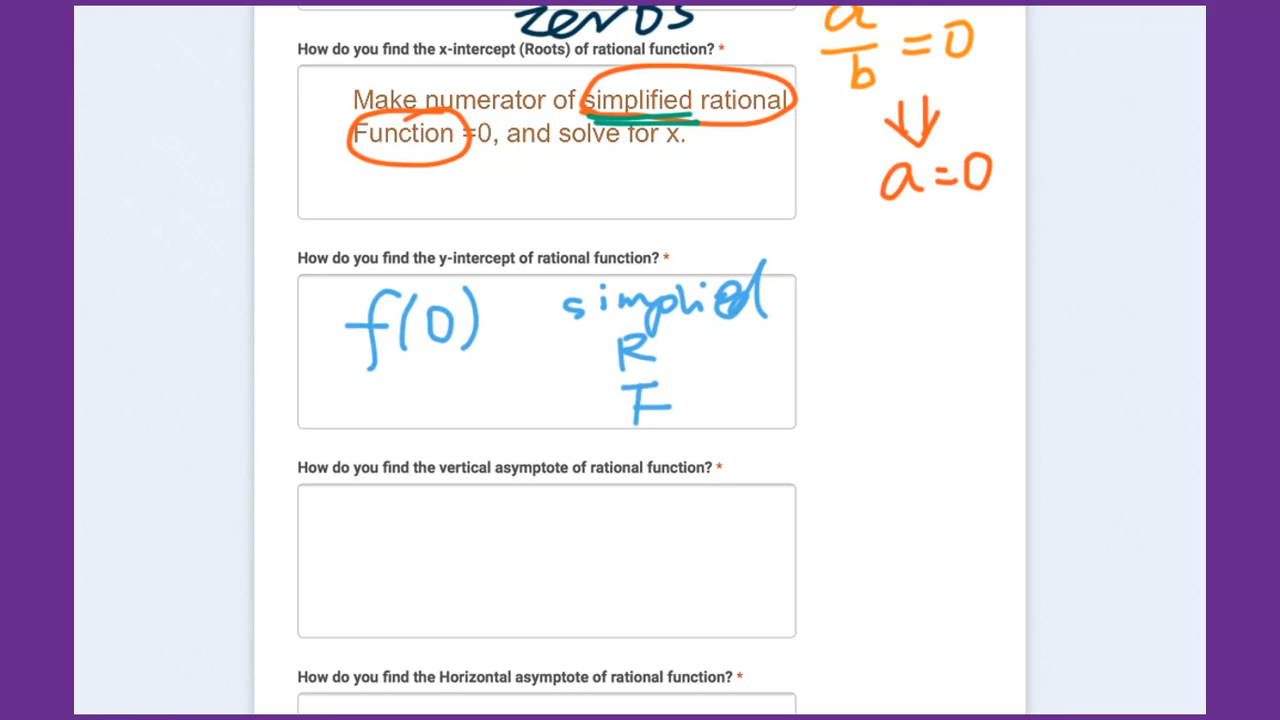 zeros
How do you find the x-intercept (Roots) of rational function? *
a
b
=0
Make numerator of simplified rational
Function =0, and solve for x.
a=0
How do you find the y-intercept of rational function? *
f(0) simplied
R
F
How do you find the vertical asymptote of rational function? *
How do you find the Horizontal asymptote of rational function? *